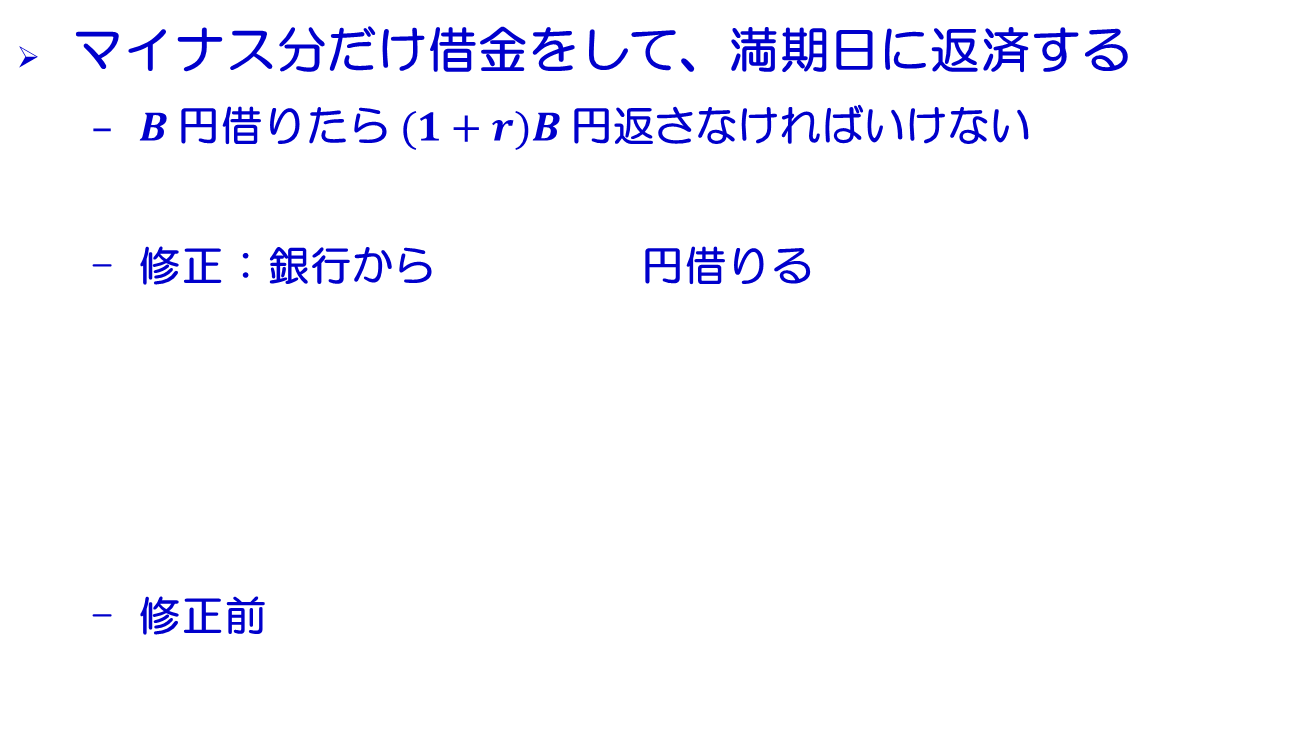 ➢ マイナス分だけ借金をして、満期日に返済する
– B 円借りたら (1 + r)B 円返さなければいけない
– 修正：銀行から 円借りる
– 修正前